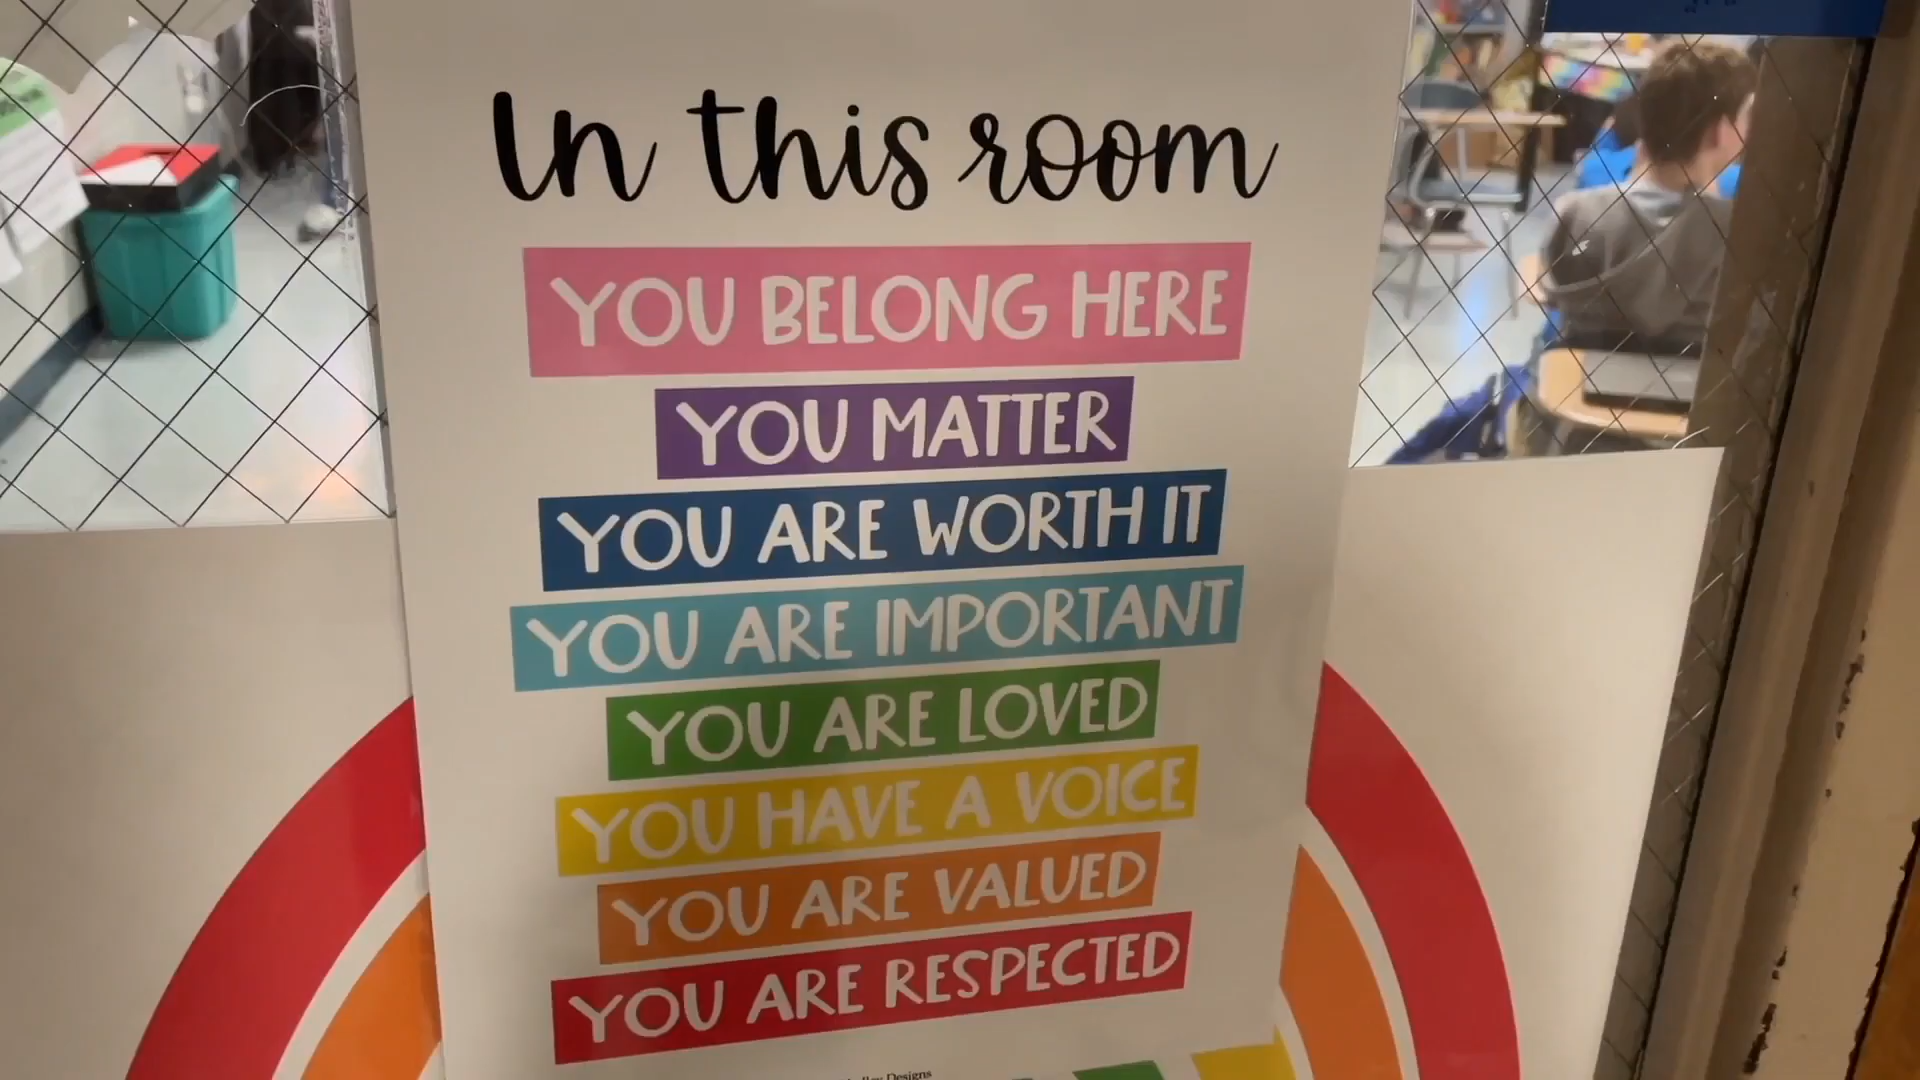 In this room
YOU BELONG HERE
YOU MATTER
YOU ARE WORTH IT
YOU ARE IMPORTANT
YOU ARE LOVED
YOU HAVE A VOICE
YOU ARE VALUED
YOU ARE RESPECTED
Designs